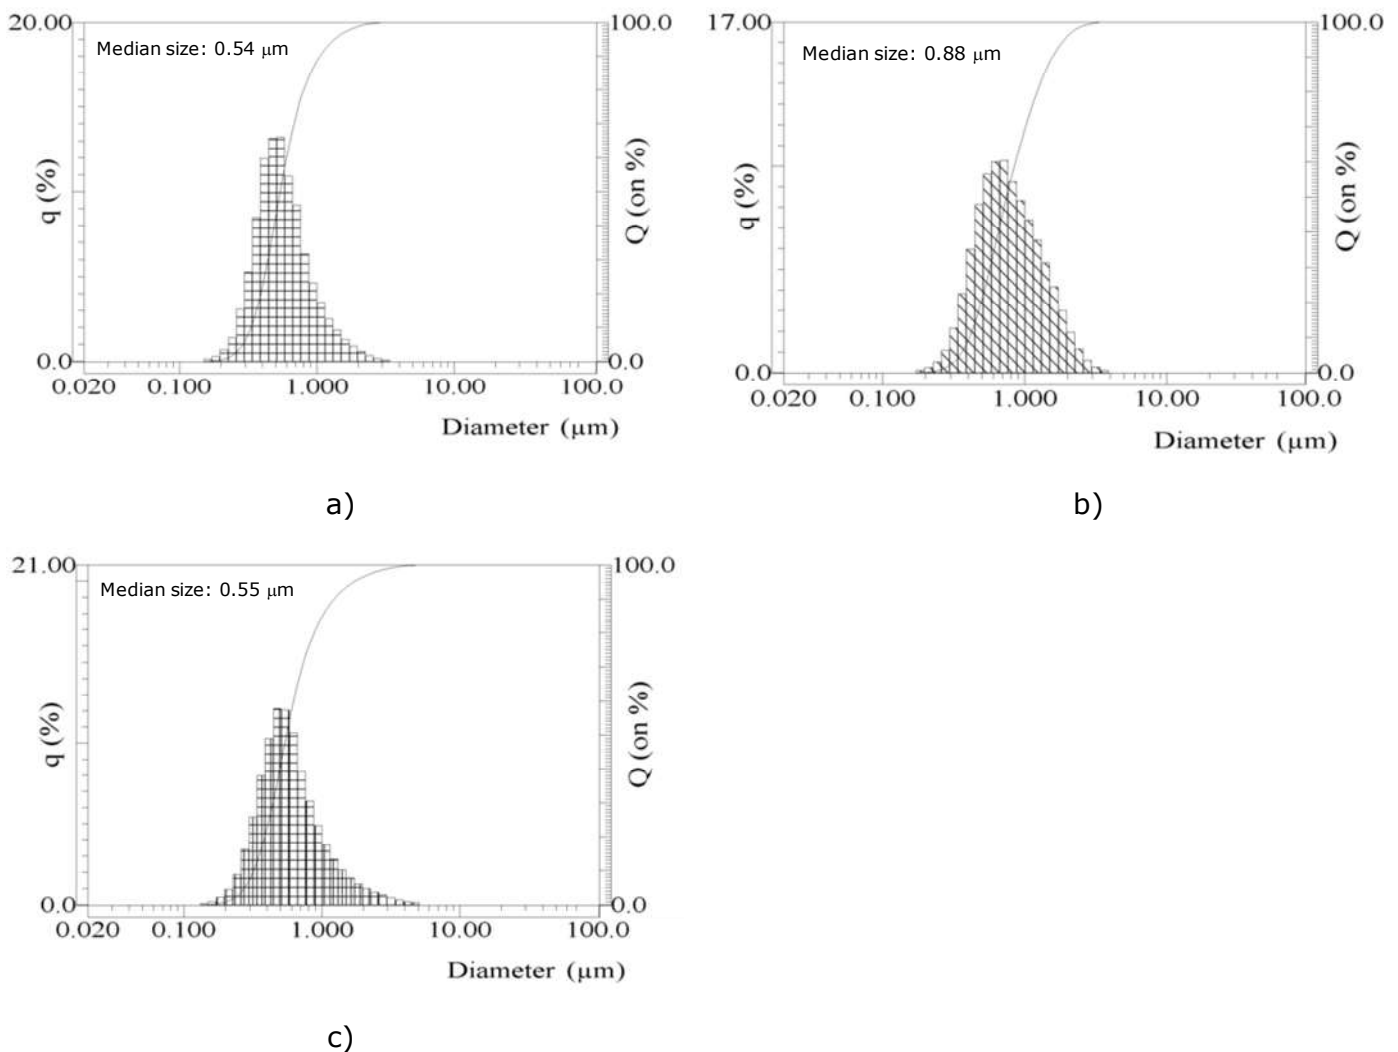 20.00
100.0
Median size: 0.54 μm
q (%)
Q (on %)
0.0
0.0
0.020 0.100 1.000 10.00 100.0
Diameter (μm)
a)
17.00
100.0
Median size: 0.88 μm
q (%)
Q (on %)
0.0
0.0
0.020 0.100 1.000 10.00 100.0
Diameter (μm)
b)
21.00
100.0
Median size: 0.55 μm
q (%)
Q (on %)
0.0
0.0
0.020 0.100 1.000 10.00 100.0
Diameter (μm)
c)